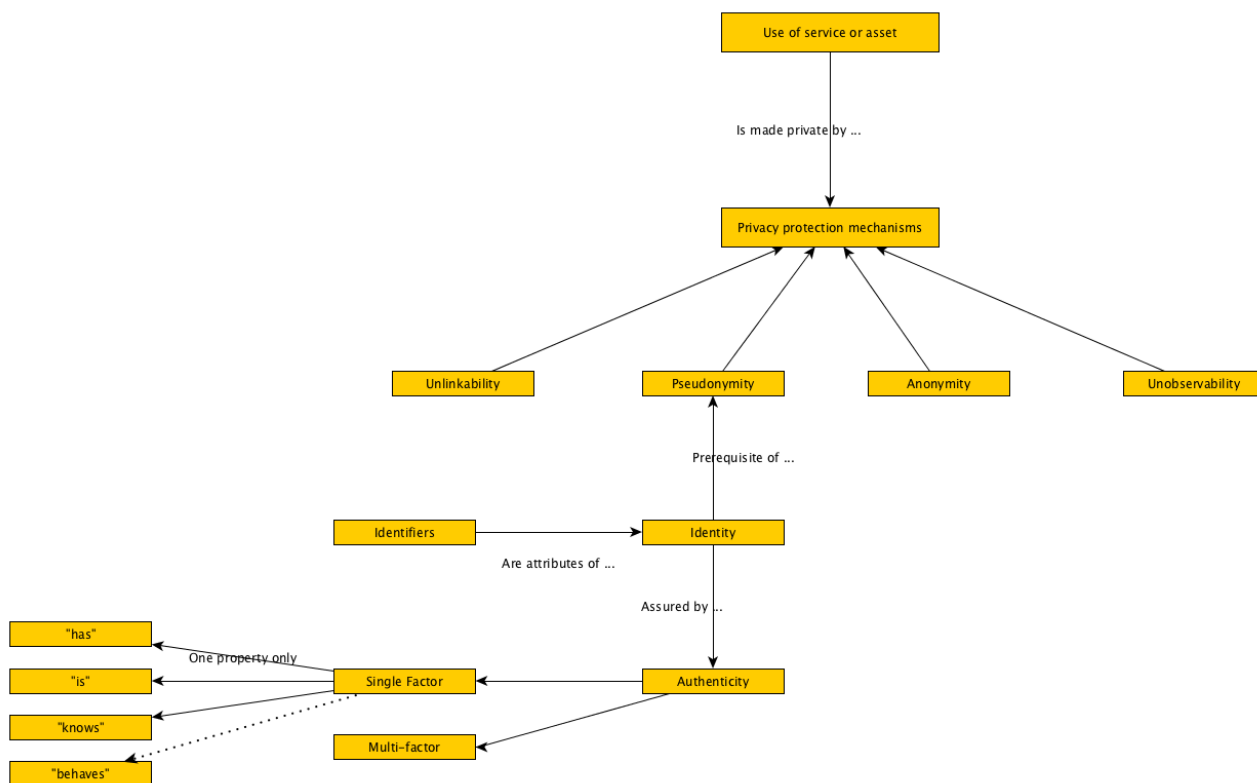 Use of service or asset
Is made private by ...
Privacy protection mechanisms
Unlinkability
Pseudonymity
Anonymity
Unobservability
Prerequisite of ...
Identifiers
Identity
Are attributes of ...
Assured by ...
"has"
One property only
"is"
Single Factor
Authenticity
"knows"
Multi-factor
"behaves"